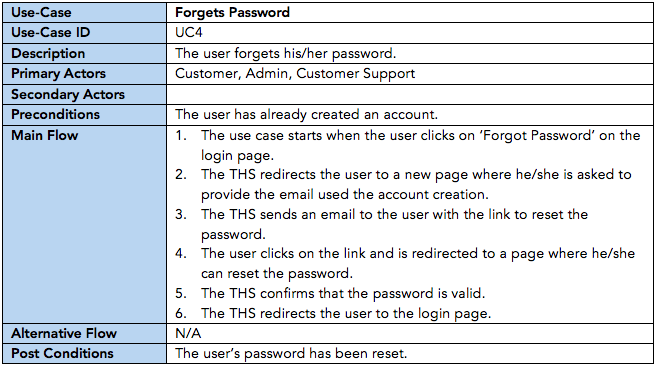 Use-Case Forgets Password
Use-Case ID UC4
Description The user forgets his/her password.
Primary Actors Customer, Admin, Customer Support
Secondary Actors
Preconditions The user has already created an account.
Main Flow 1. The use case starts when the user clicks on ‘Forgot Password’ on the
login page.
2. The THS redirects the user to a new page where he/she is asked to
provide the email used the account creation.
3. The THS sends an email to the user with the link to reset the
password.
4. The user clicks on the link and is redirected to a page where he/she
can reset the password.
5. The THS confirms that the password is valid.
6. The THS redirects the user to the login page.
Alternative Flow N/A
Post Conditions The user’s password has been reset.